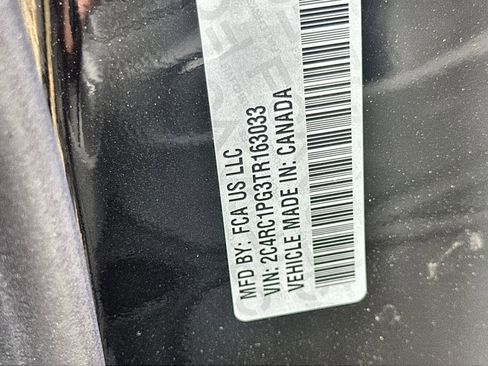 MFD BY: FCA US LLC
VIN: 2C4RC1PG3TR163033
VEHICLE MADE IN: CANADA